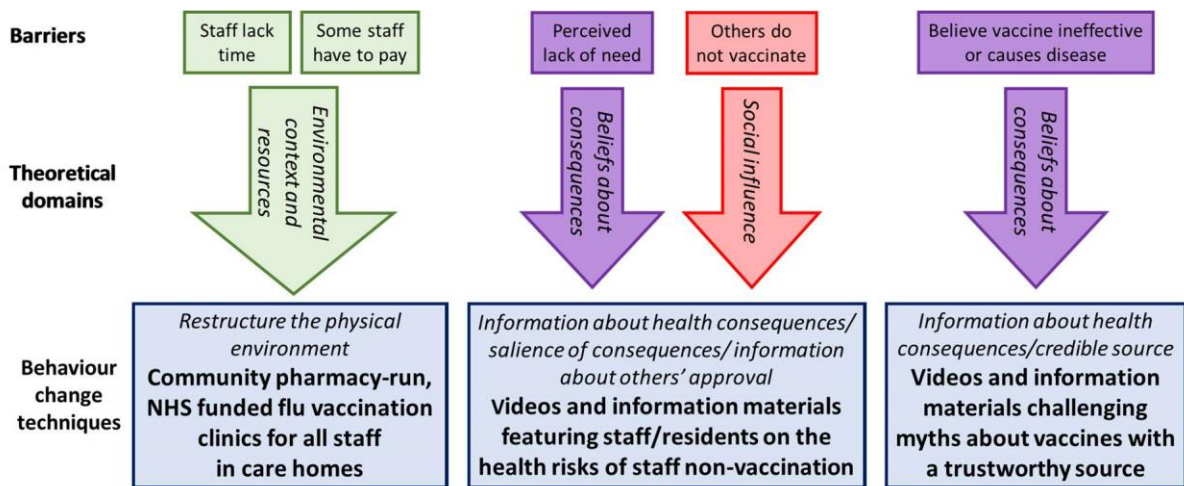 Barriers
Staff lack
time
Some staff
have to pay
Perceived
lack of need
Others do
not vaccinate
Believe vaccine ineffective
or causes disease
Theoretical
domains
Environmental
context and
resources
Beliefs about
consequences
Social influence
Beliefs about
consequences
Behaviour
change
techniques
Restructure the physical
environment
Community pharmacy-run,
NHS funded flu vaccination
clinics for all staff
in care homes
Information about health consequences/
salience of consequences/ information
about others’ approval
Videos and information materials
featuring staff/residents on the
health risks of staff non-vaccination
Information about health
consequences/credible source
Videos and information
materials challenging
myths about vaccines with
a trustworthy source